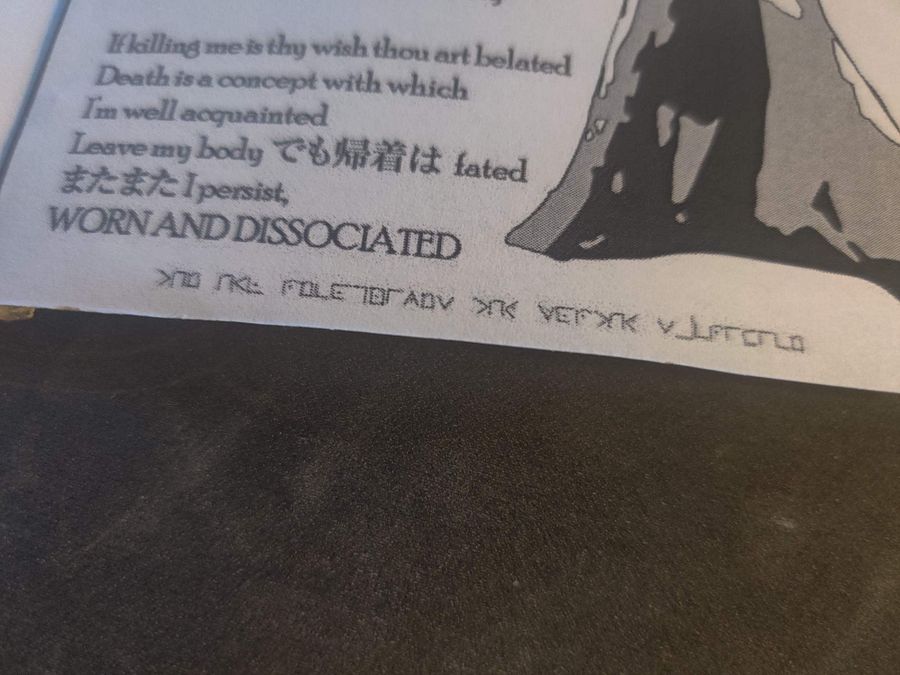 If killing me is thy wish thou art belated
Death is a concept with which
I'm well acquainted
Leave my body でも帰着は fated
またまた I persist,
WORN AND DISSOCIATED